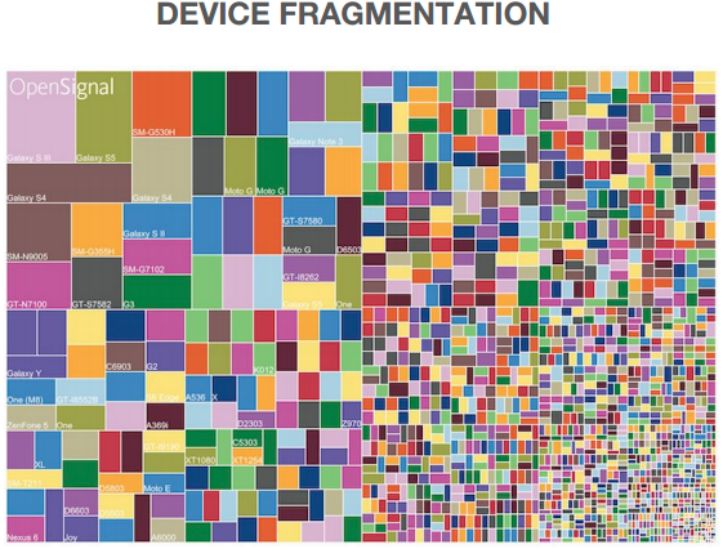 DEVICE FRAGMENTATION
OpenSignal
Galaxy S III
Galaxy S5
SM-G530H
Galaxy Note 3
Galaxy S4
Galaxy S4
Moto G
Moto G
SM-N9005
SM-G355H
Galaxy S II
GT-S7580
Moto G
D6503
SM-G7102
GT-I8262
GT-N7100
GT-S7582
G3
Galaxy S5
One
Galaxy Y
C6903
G2
K012
One (M8)
GT-I8552B
S6 Edge
A536
X
ZenFone 5
One
A369i
D2303
Z970
XL
GT-I9190
C5303
XT1080
XT1254
SM-T211
D5803
Moto E
D6603
D5503
Nexus 6
Joy
A6000